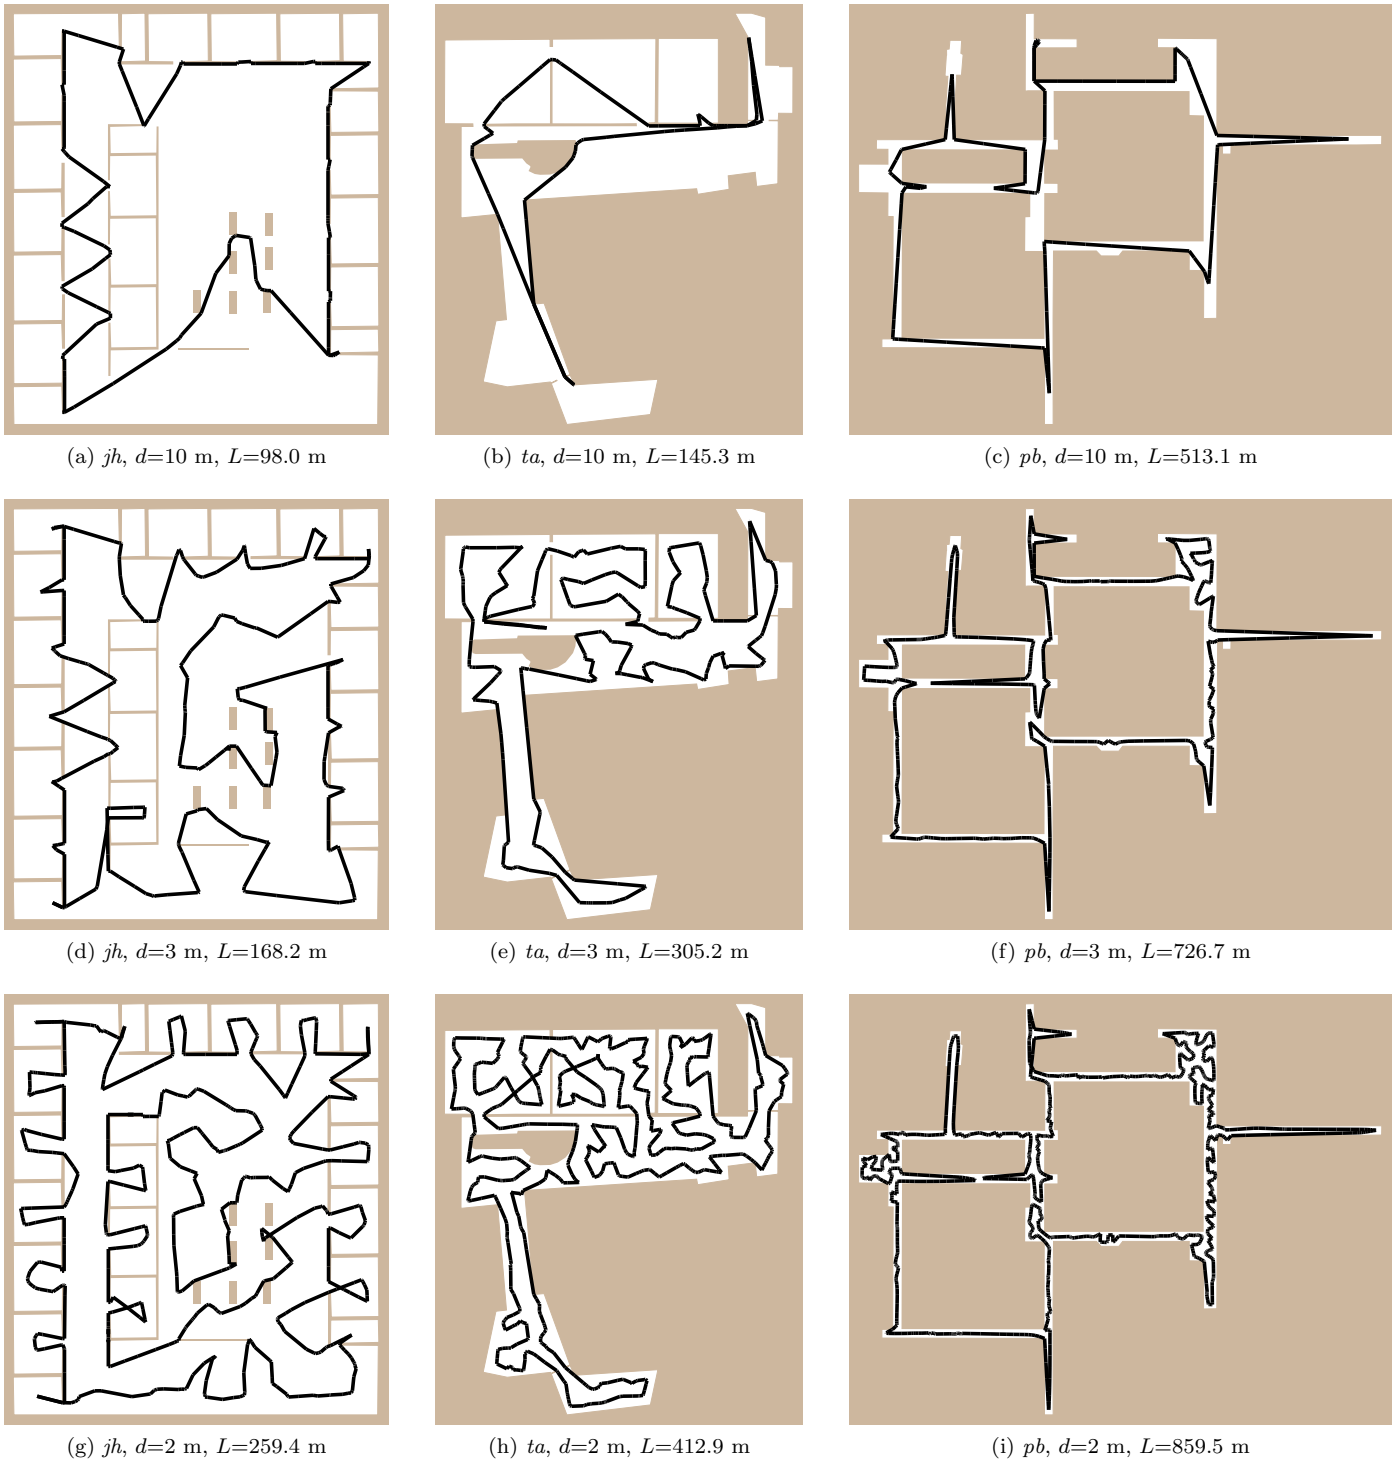 (a) jh, d=10 m, L=98.0 m
(b) ta, d=10 m, L=145.3 m
(c) pb, d=10 m, L=513.1 m
(d) jh, d=3 m, L=168.2 m
(e) ta, d=3 m, L=305.2 m
(f) pb, d=3 m, L=726.7 m
(g) jh, d=2 m, L=259.4 m
(h) ta, d=2 m, L=412.9 m
(i) pb, d=2 m, L=859.5 m